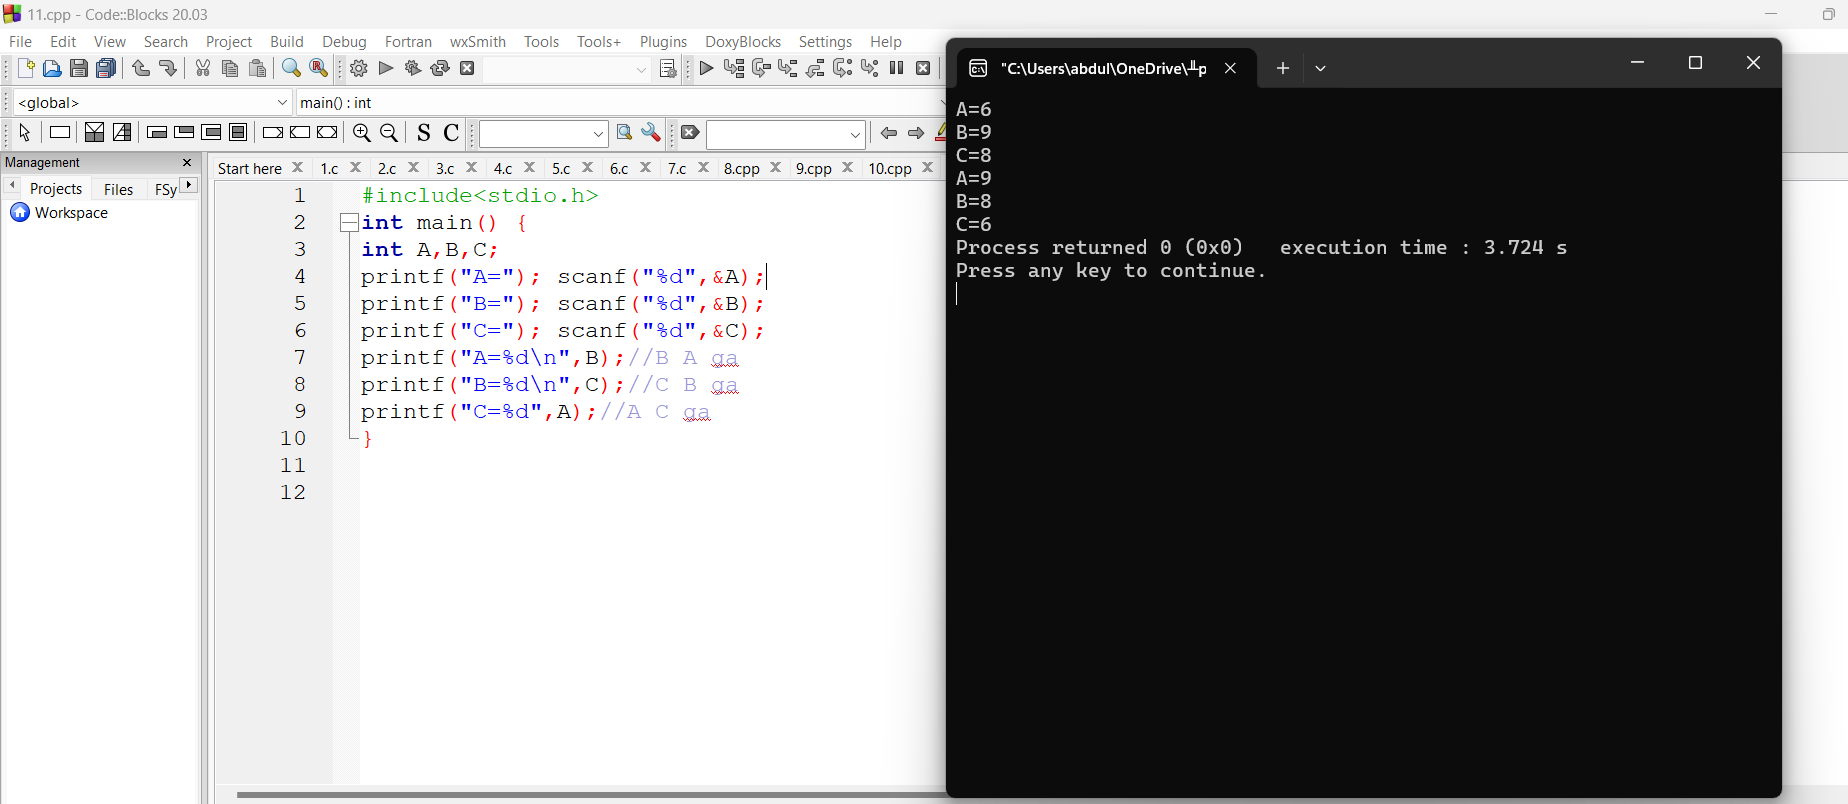 11.cpp - Code::Blocks 20.03
File Edit View Search Project Build Debug Fortran wxSmith Tools Tools+ Plugins DoxyBlocks Settings Help
<global> main() : int
S C
Management
Projects Files FSy
Workspace
Start here 1.c 2.c 3.c 4.c 5.c 6.c 7.c 8.cpp 9.cpp 10.cpp
1 #include<stdio.h>
2 int main() {
3 int A,B,C;
4 printf("A="); scanf("%d",&A);
5 printf("B="); scanf("%d",&B);
6 printf("C="); scanf("%d",&C);
7 printf("A=%d\n",B);//B A ga
8 printf("B=%d\n",C);//C B ga
9 printf("C=%d",A);//A C ga
10 }
11
12
"C:\Users\abdul\OneDrive\╨p
A=6
B=9
C=8
A=9
B=8
C=6
Process returned 0 (0x0)   execution time : 3.724 s
Press any key to continue.